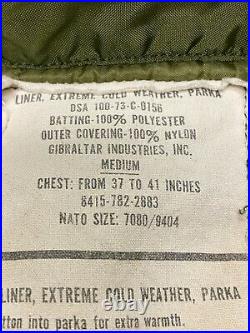 LINER, EXTREME COLD WEATHER, PARKA
DSA 100-73-C-0156
BATTING-100% POLYESTER
OUTER COVERING-100% NYLON
GIBRALTAR INDUSTRIES, INC.
MEDIUM
CHEST: FROM 37 TO 41 INCHES
8415-782-2883
NATO SIZE: 7080/9404
LINER, EXTREME COLD WEATHER, PARKA
tton into parka for extra warmth.